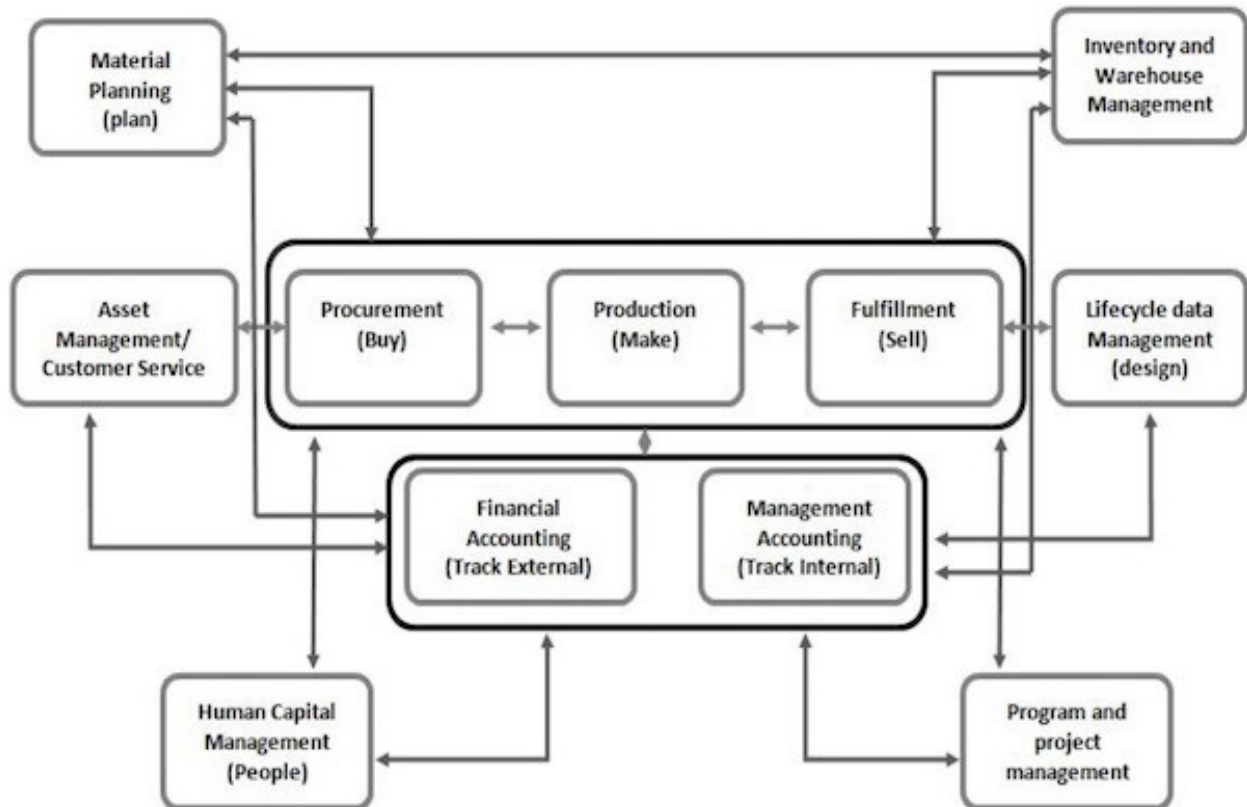 Material
Planning
(plan)
Inventory and
Warehouse
Management
Asset
Management/
Customer Service
Procurement
(Buy)
Production
(Make)
Fulfillment
(Sell)
Lifecycle data
Management
(design)
Financial
Accounting
(Track External)
Management
Accounting
(Track Internal)
Human Capital
Management
(People)
Program and
project
management